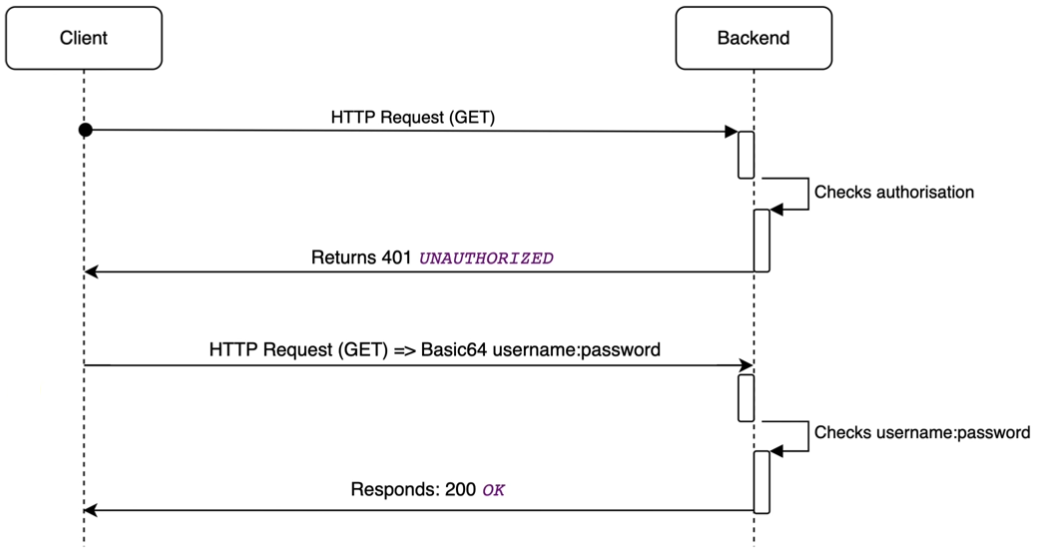 Client
Backend
HTTP Request (GET)
Checks authorisation
Returns 401 UNAUTHORIZED
HTTP Request (GET) => Basic64 username:password
Checks username:password
Responds: 200 OK